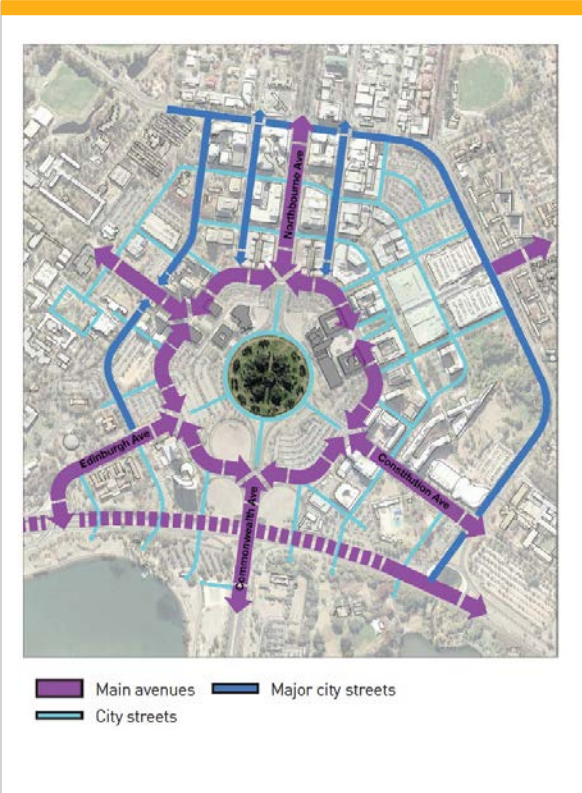 Northbourne Ave
Edinburgh Ave
Constitution Ave
Commonwealth Ave
Main avenues
Major city streets
City streets